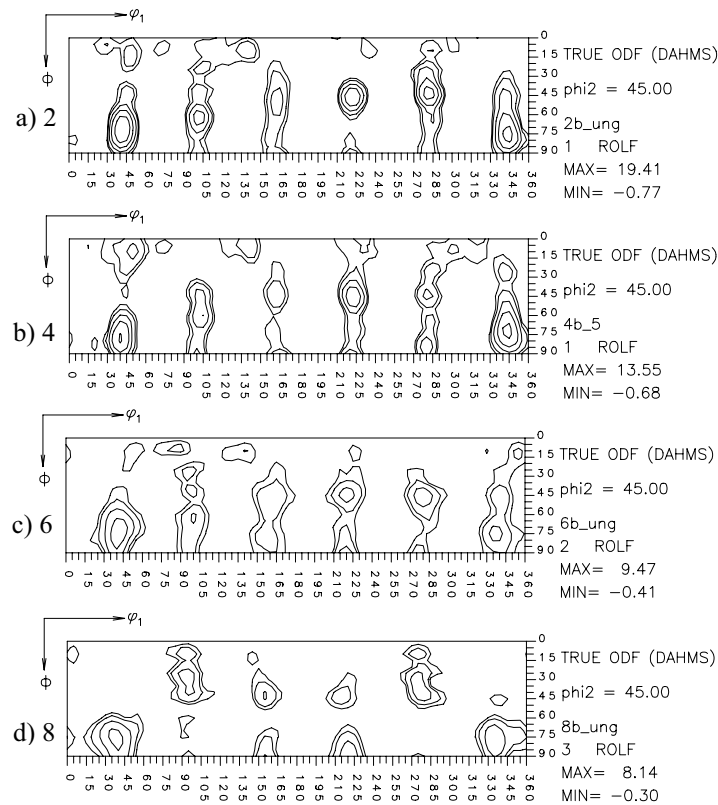 φ1
Φ
a) 2
0
15
30
45
60
75
90
0 15 30 45 60 75 90 105 120 135 150 165 180 195 210 225 240 255 270 285 300 315 330 345 360
TRUE ODF (DAHMS)
phi2 = 45.00
2b_ung
1 ROLF
MAX= 19.41
MIN= -0.77
φ1
Φ
b) 4
0
15
30
45
60
75
90
0 15 30 45 60 75 90 105 120 135 150 165 180 195 210 225 240 255 270 285 300 315 330 345 360
TRUE ODF (DAHMS)
phi2 = 45.00
4b_5
1 ROLF
MAX= 13.55
MIN= -0.68
φ1
Φ
c) 6
0
15
30
45
60
75
90
0 15 30 45 60 75 90 105 120 135 150 165 180 195 210 225 240 255 270 285 300 315 330 345 360
TRUE ODF (DAHMS)
phi2 = 45.00
6b_ung
2 ROLF
MAX= 9.47
MIN= -0.41
φ1
Φ
d) 8
0
15
30
45
60
75
90
0 15 30 45 60 75 90 105 120 135 150 165 180 195 210 225 240 255 270 285 300 315 330 345 360
TRUE ODF (DAHMS)
phi2 = 45.00
8b_ung
3 ROLF
MAX= 8.14
MIN= -0.30